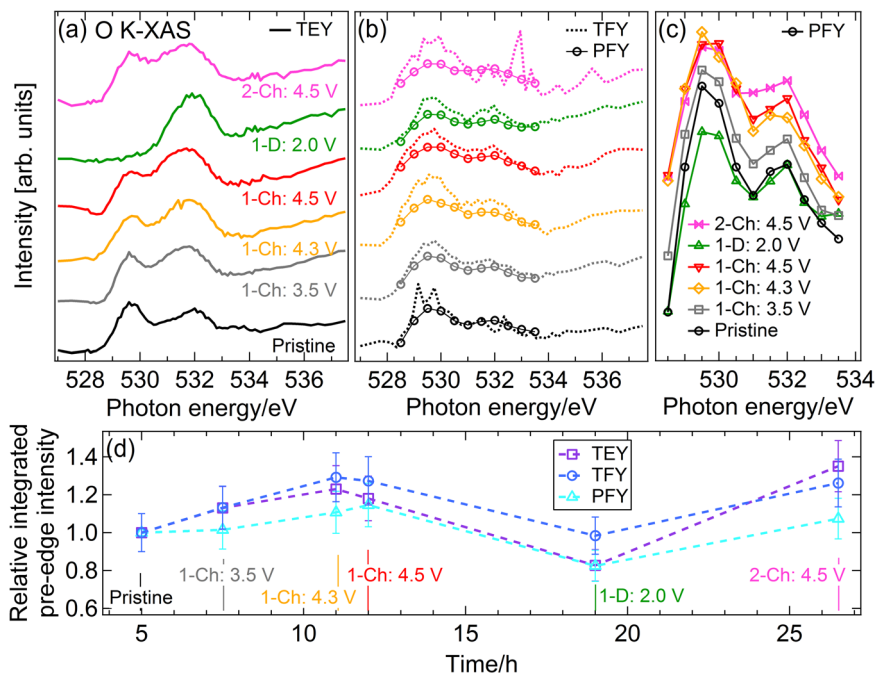 (a) O K-XAS
TEY
2-Ch: 4.5 V
1-D: 2.0 V
1-Ch: 4.5 V
1-Ch: 4.3 V
1-Ch: 3.5 V
Pristine
Intensity [arb. units]
528 530 532 534 536
Photon energy/eV
(b)
TFY
PFY
528 530 532 534 536
Photon energy/eV
(c)
PFY
2-Ch: 4.5 V
1-D: 2.0 V
1-Ch: 4.5 V
1-Ch: 4.3 V
1-Ch: 3.5 V
Pristine
530 532 534
Photon energy/eV
(d)
TEY
TFY
PFY
Relative integrated
pre-edge intensity
1.4
1.2
1.0
0.8
0.6
Pristine
1-Ch: 3.5 V
1-Ch: 4.3 V
1-Ch: 4.5 V
1-D: 2.0 V
2-Ch: 4.5 V
5 10 15 20 25
Time/h